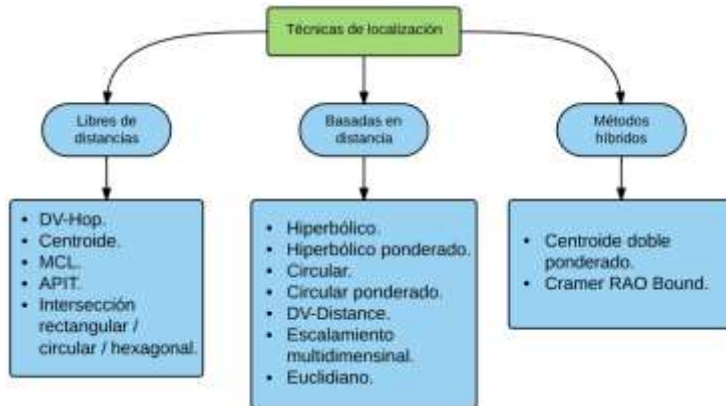 Técnicas de localización
Libres de
distancias
Basadas en
distancia
Métodos
híbridos
• DV-Hop.
• Centroide.
• MCL.
• APIT.
• Intersección
rectangular /
circular / hexagonal.
• Hiperbólico.
• Hiperbólico ponderado.
• Circular.
• Circular ponderado.
• DV-Distance.
• Escalamiento
multidimensinal.
• Euclidiano.
• Centroide doble
ponderado.
• Cramer RAO Bound.